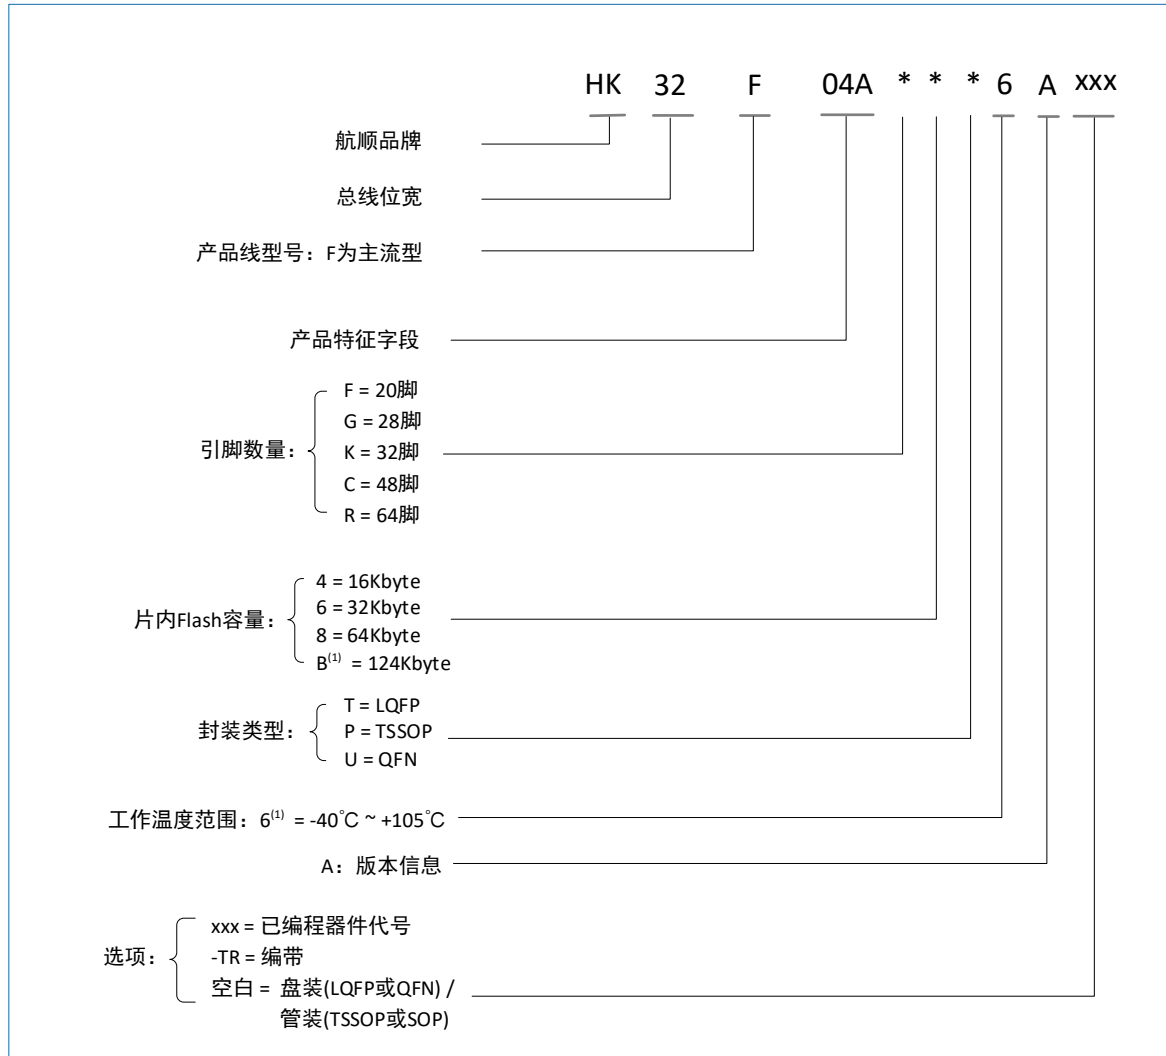 HK 32 F 04A * * * 6 A xxx
航顺品牌
总线位宽
产品线型号：F为主流型
产品特征字段
引脚数量：
F = 20脚
G = 28脚
K = 32脚
C = 48脚
R = 64脚
片内Flash容量：
4 = 16Kbyte
6 = 32Kbyte
8 = 64Kbyte
B(1) = 124Kbyte
封装类型：
T = LQFP
P = TSSOP
U = QFN
工作温度范围：6(1) = -40℃ ~ +105℃
A：版本信息
选项：
xxx = 已编程器件代号
-TR = 编带
空白 = 盘装(LQFP或QFN) /
管装(TSSOP或SOP)